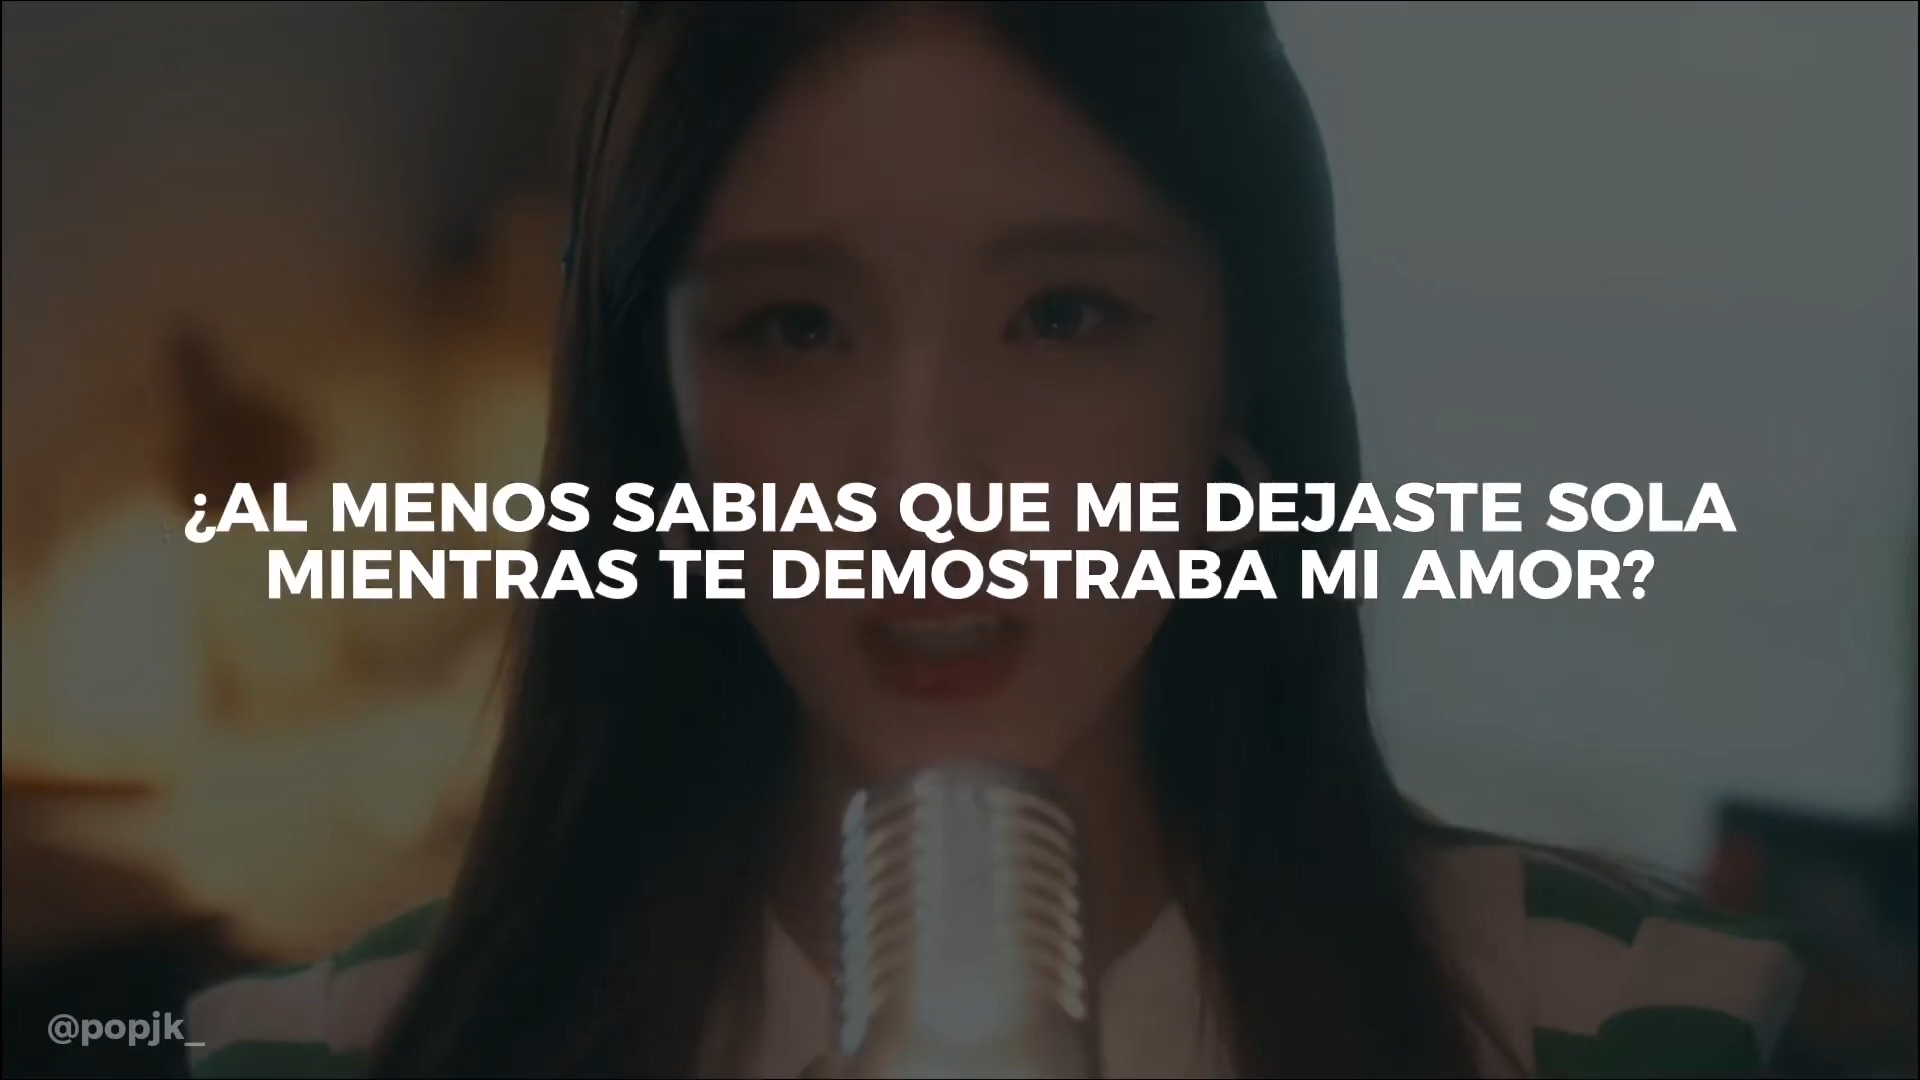 ¿AL MENOS SABIAS QUE ME DEJASTE SOLA
MIENTRAS TE DEMOSTRABA MI AMOR?
@popjk_